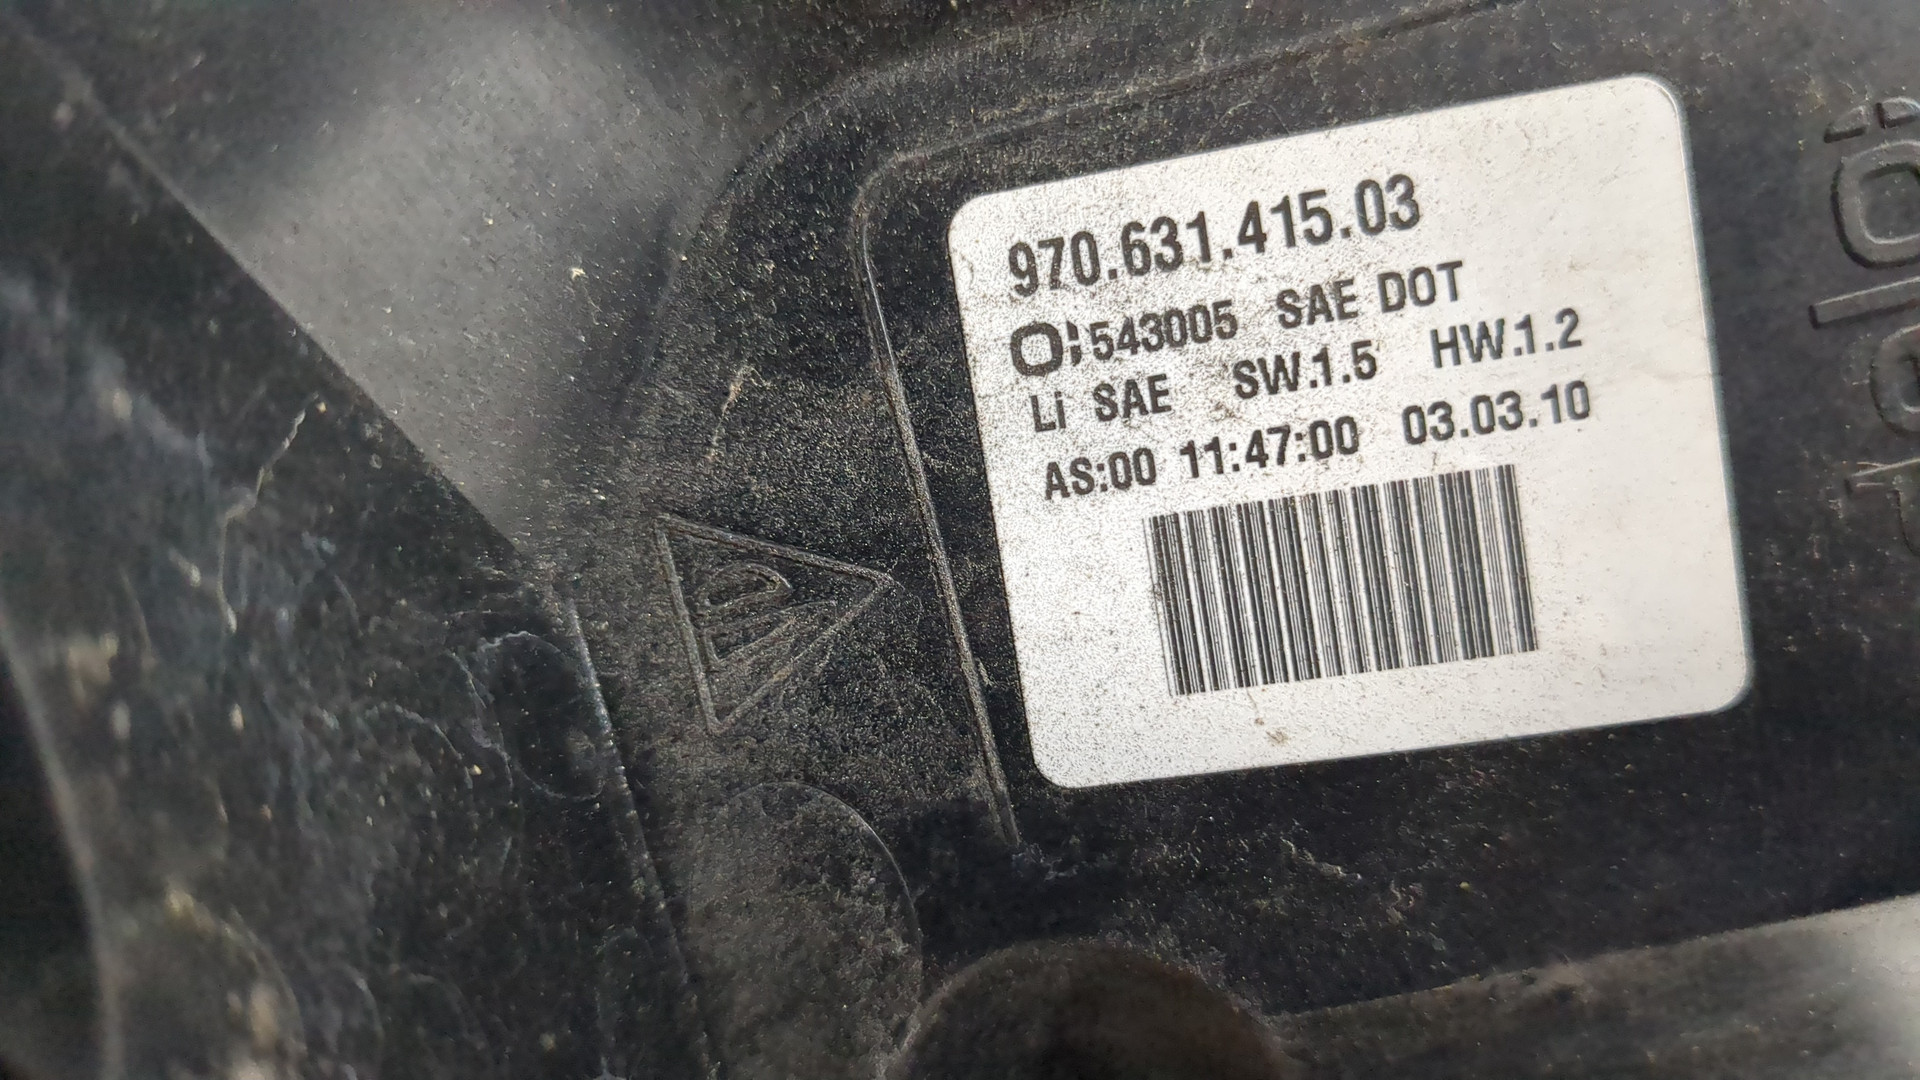 970.631.415.03
543005 SAE DOT
Li SAE SW.1.5 HW.1.2
AS:00 11:47:00 03.03.10